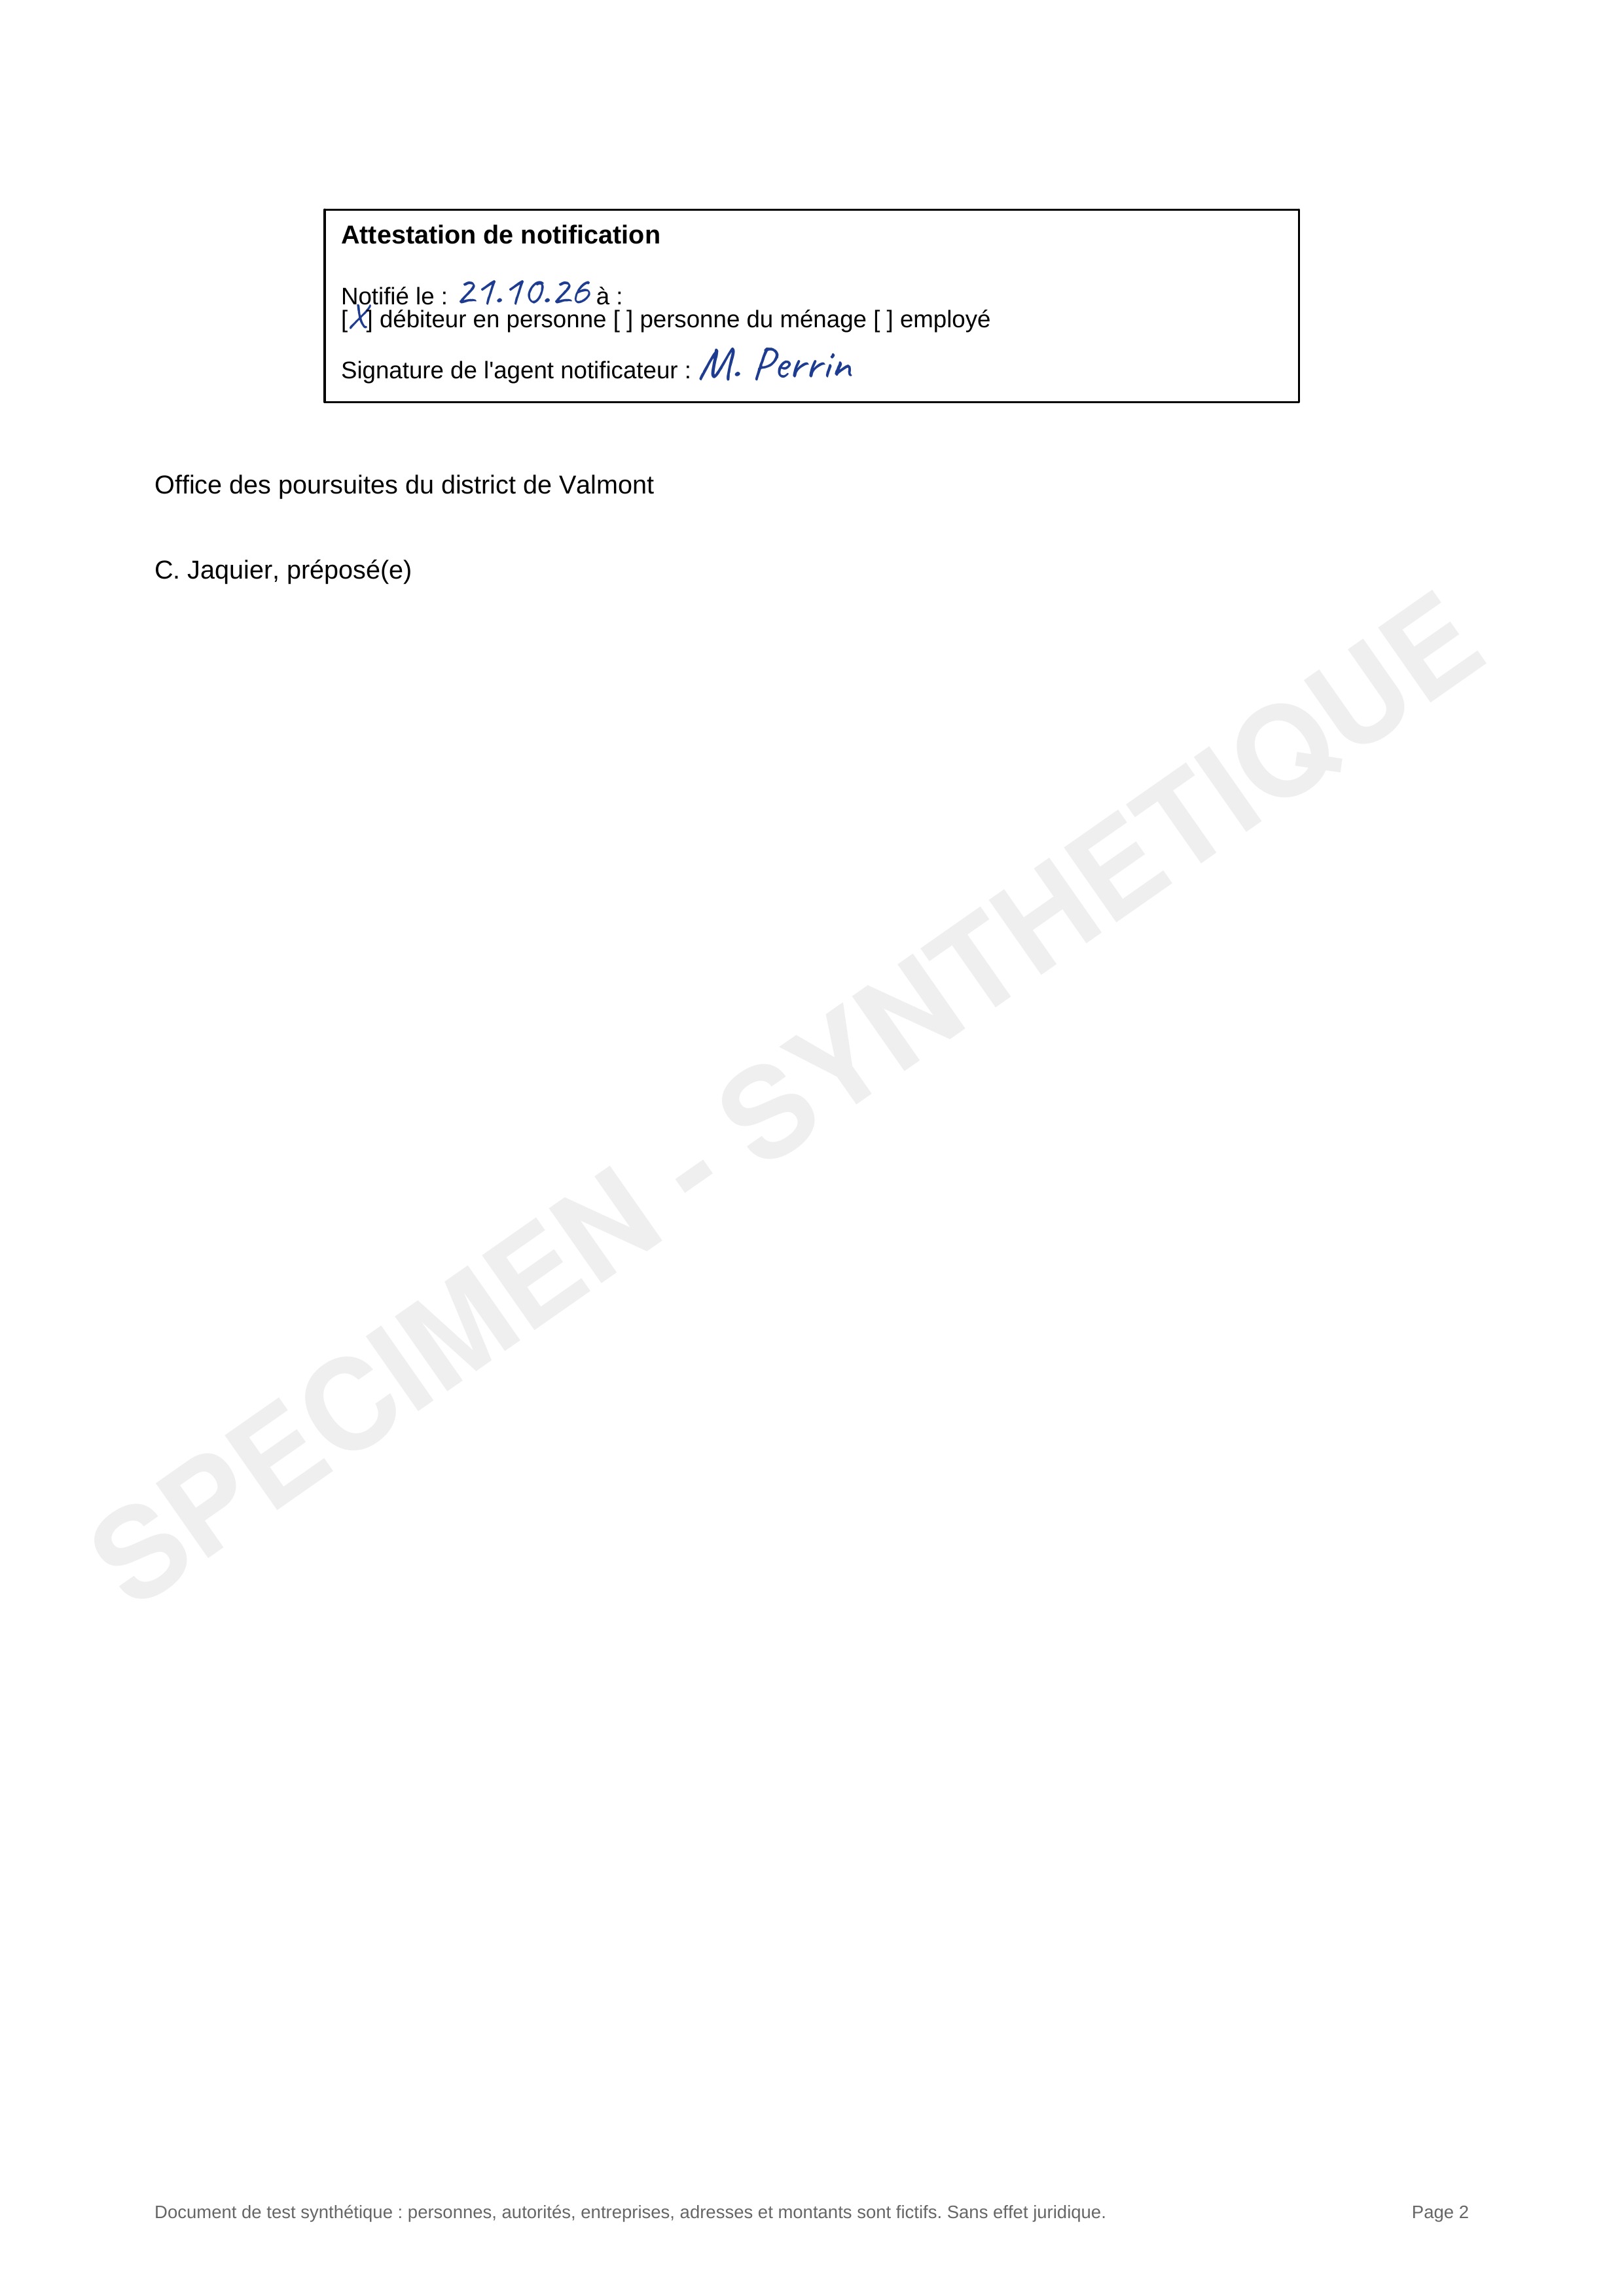 Attestation de notification
Notifié le : 21.10.26 à :
[X] débiteur en personne [ ] personne du ménage [ ] employé
Signature de l'agent notificateur : M. Perrin
Office des poursuites du district de Valmont
C. Jaquier, préposé(e)
SPECIMEN - SYNTHETIQUE
Document de test synthétique : personnes, autorités, entreprises, adresses et montants sont fictifs. Sans effet juridique. Page 2